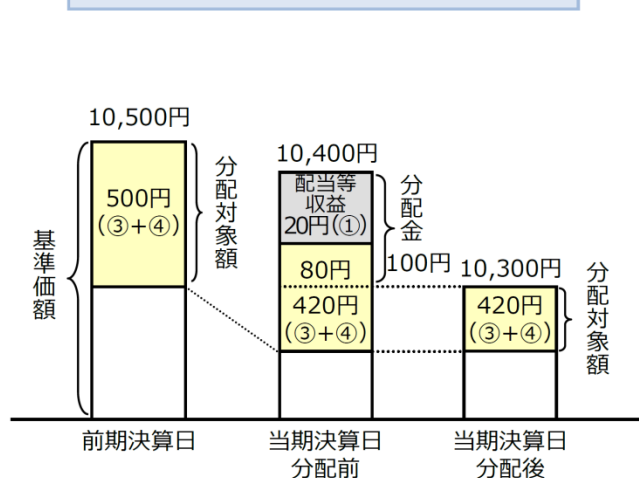 10,500円
500円
(③+④)
分配対象額
基準価額
10,400円
配当等
収益
20円(①)
分配金
80円
100円
420円
(③+④)
10,300円
420円
(③+④)
分配対象額
前期決算日
当期決算日
分配前
当期決算日
分配後